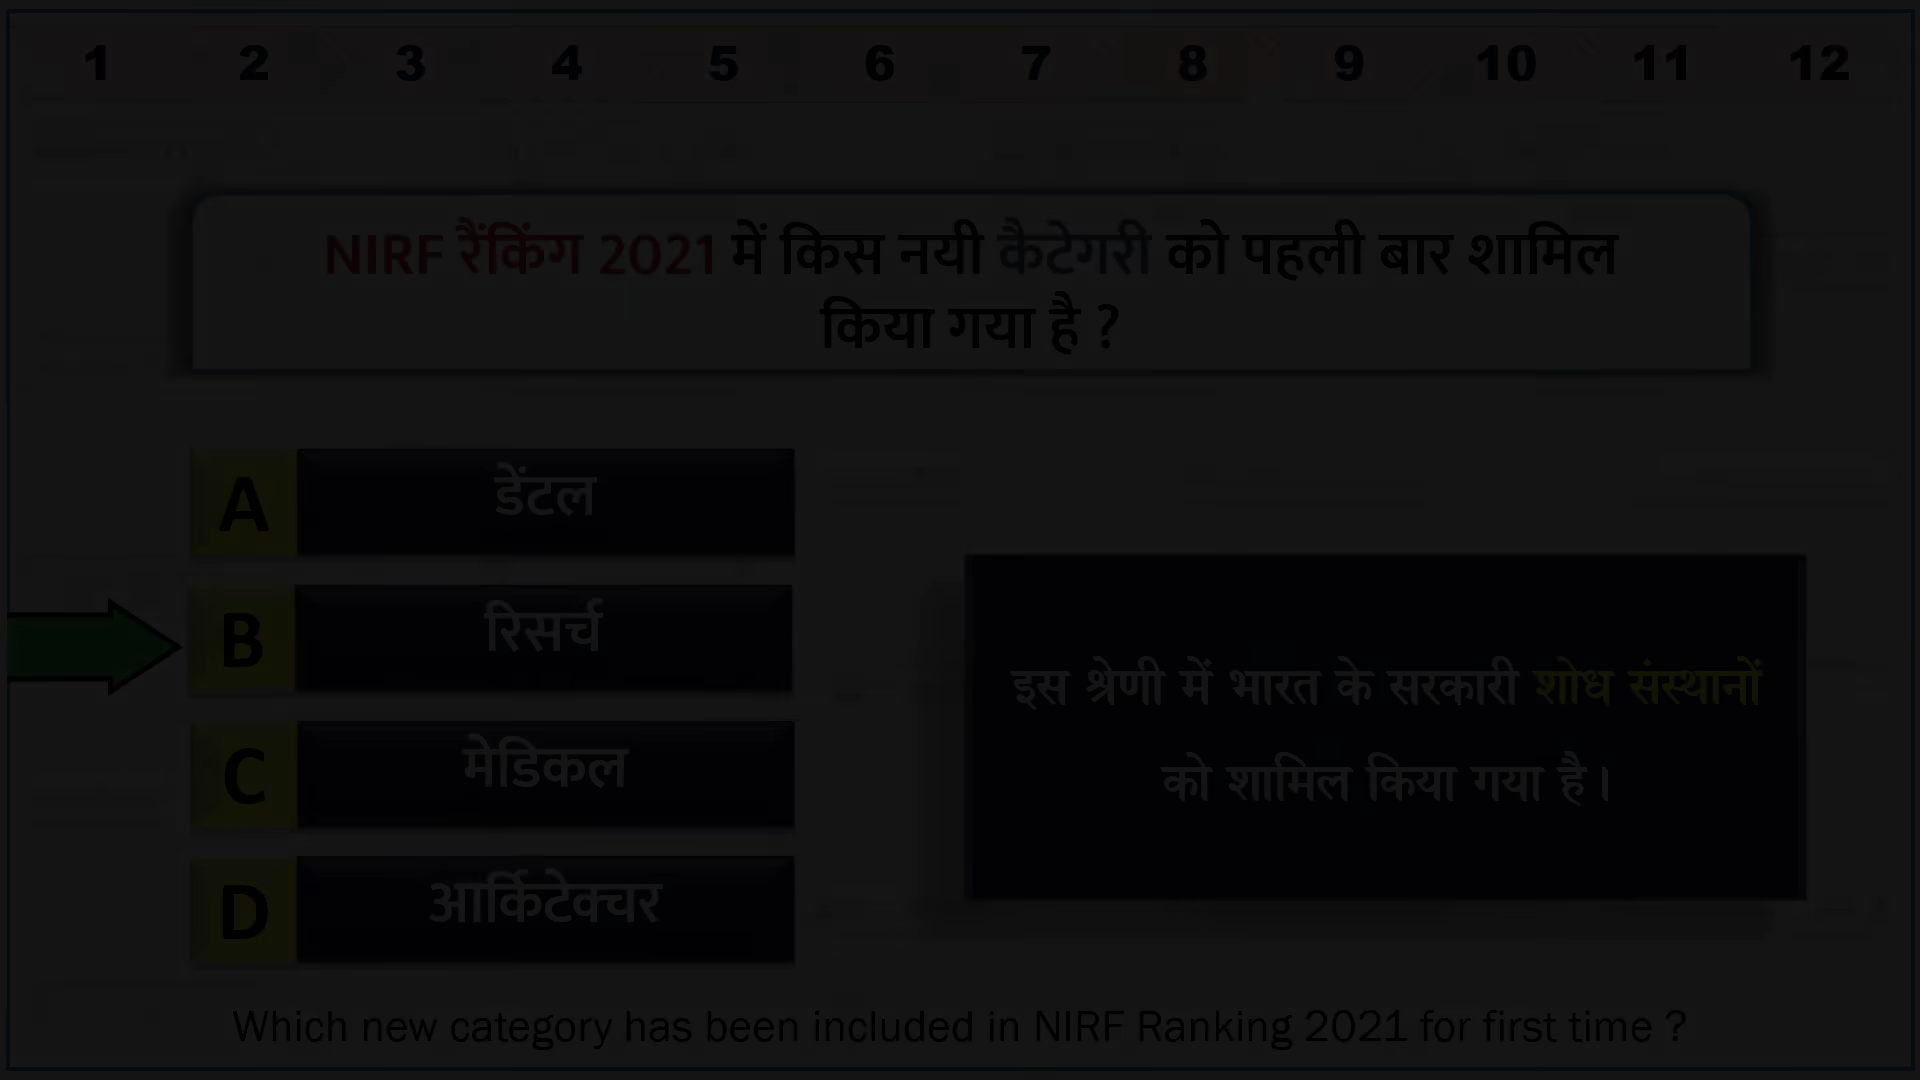 1 2 3 4 5 6 7 8 9 10 11 12
NIRF रैंकिंग 2021 में किस नयी कैटेगरी को पहली बार शामिल
किया गया है ?
A डेंटल
B रिसर्च
C मेडिकल
D आर्किटेक्चर
इस श्रेणी में भारत के सरकारी शोध संस्थानों
को शामिल किया गया है।
Which new category has been included in NIRF Ranking 2021 for first time ?